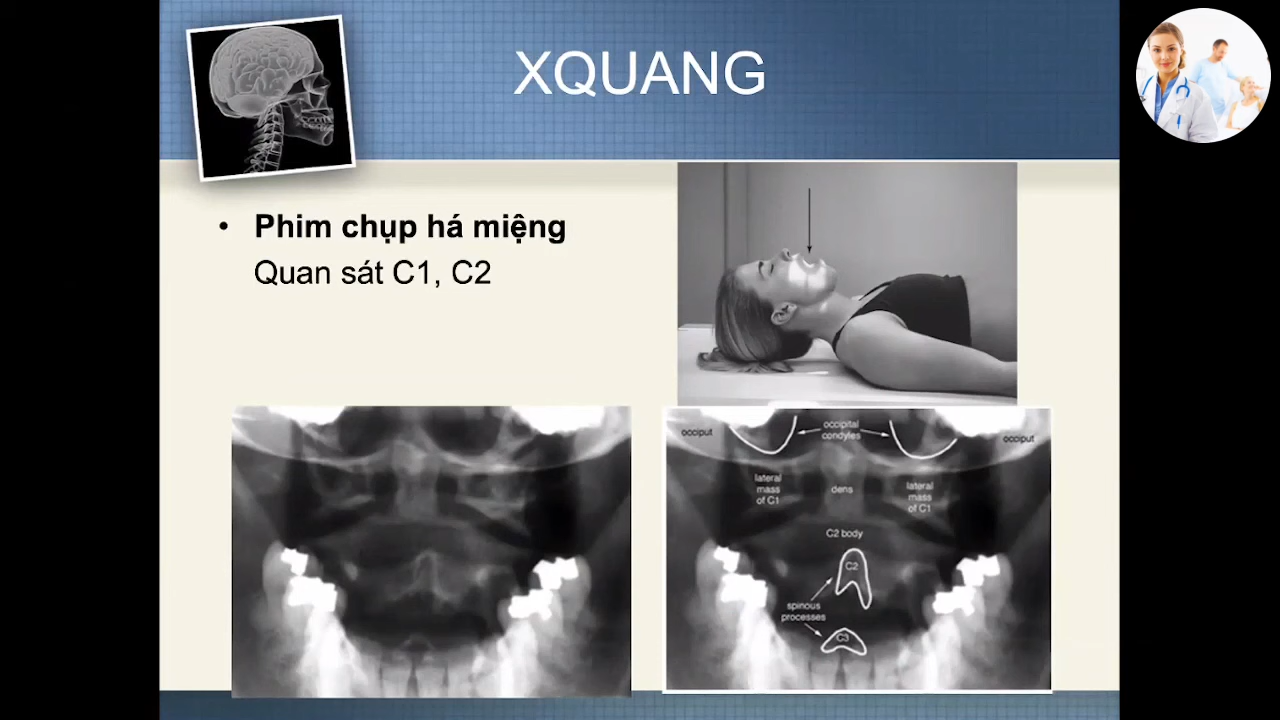 XQUANG
• Phim chụp há miệng
Quan sát C1, C2
occiput
occipital
condyles
occiput
lateral
mass
of C1
dens
lateral
mass
of C1
C2 body
C2
spinous
processes
C3